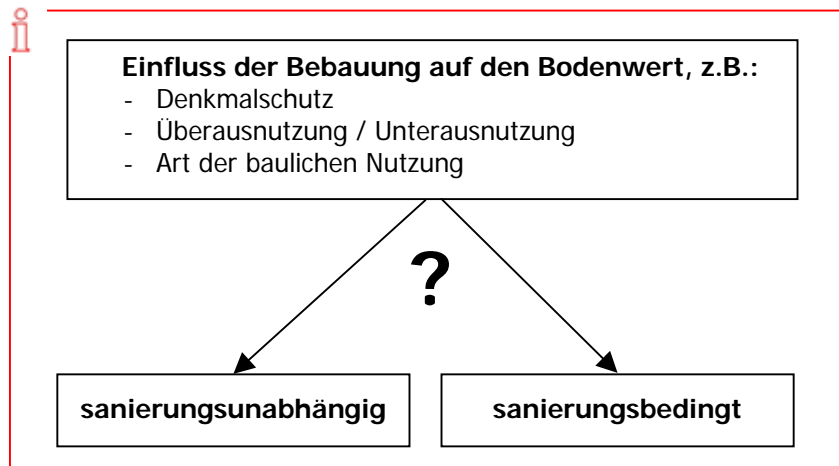 Einfluss der Bebauung auf den Bodenwert, z.B.:
- Denkmalschutz
- Überausnutzung / Unterausnutzung
- Art der baulichen Nutzung
?
sanierungsunabhängig
sanierungsbedingt